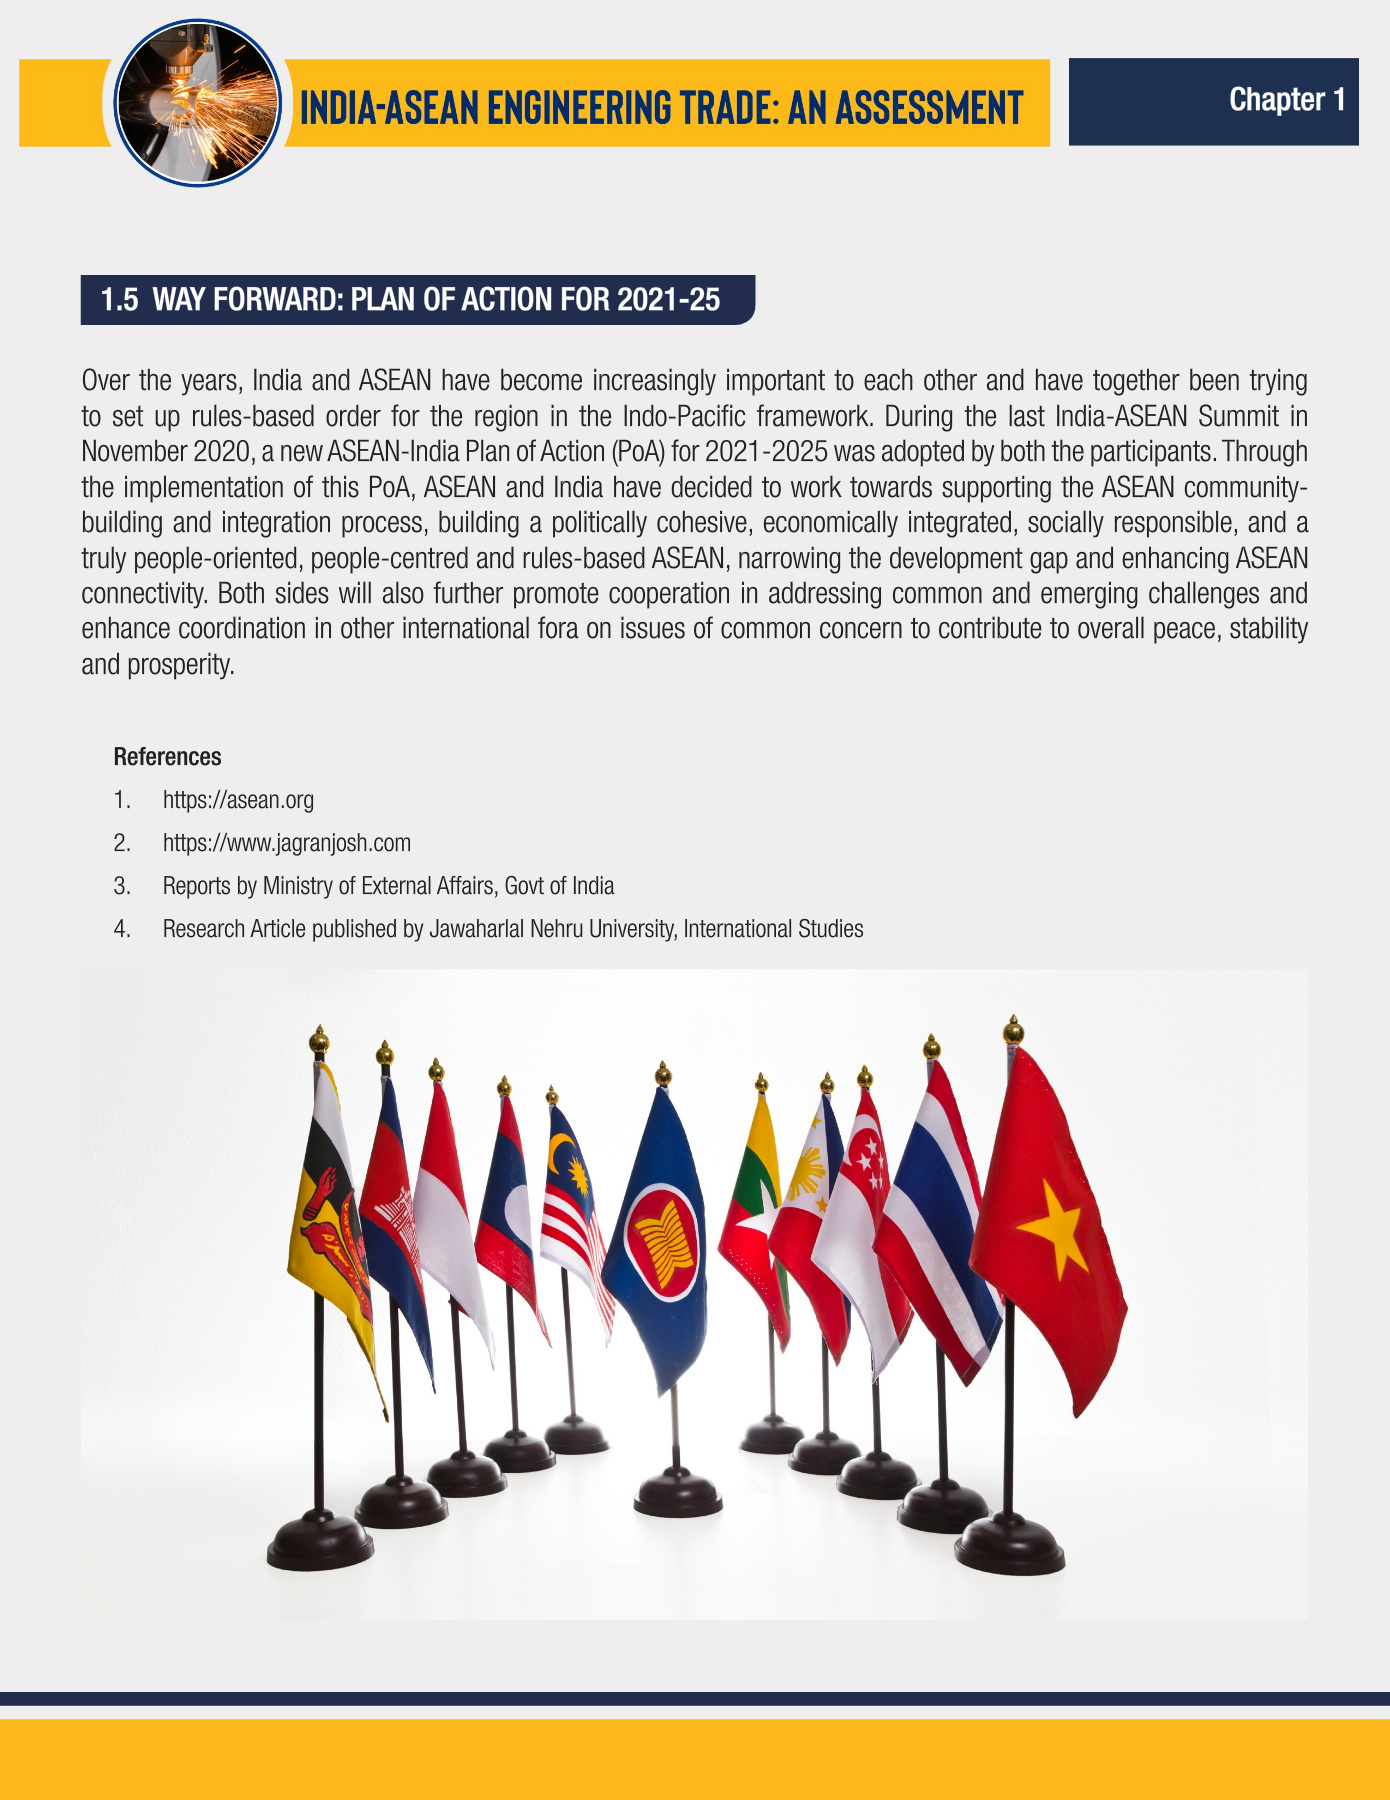 INDIA-ASEAN ENGINEERING TRADE: AN ASSESSMENT
Chapter 1
1.5 WAY FORWARD: PLAN OF ACTION FOR 2021-25
Over the years, India and ASEAN have become increasingly important to each other and have together been trying
to set up rules-based order for the region in the Indo-Pacific framework. During the last India-ASEAN Summit in
November 2020, a new ASEAN-India Plan of Action (PoA) for 2021-2025 was adopted by both the participants. Through
the implementation of this PoA, ASEAN and India have decided to work towards supporting the ASEAN community-
building and integration process, building a politically cohesive, economically integrated, socially responsible, and a
truly people-oriented, people-centred and rules-based ASEAN, narrowing the development gap and enhancing ASEAN
connectivity. Both sides will also further promote cooperation in addressing common and emerging challenges and
enhance coordination in other international fora on issues of common concern to contribute to overall peace, stability
and prosperity.
References
1. https://asean.org
2. https://www.jagranjosh.com
3. Reports by Ministry of External Affairs, Govt of India
4. Research Article published by Jawaharlal Nehru University, International Studies